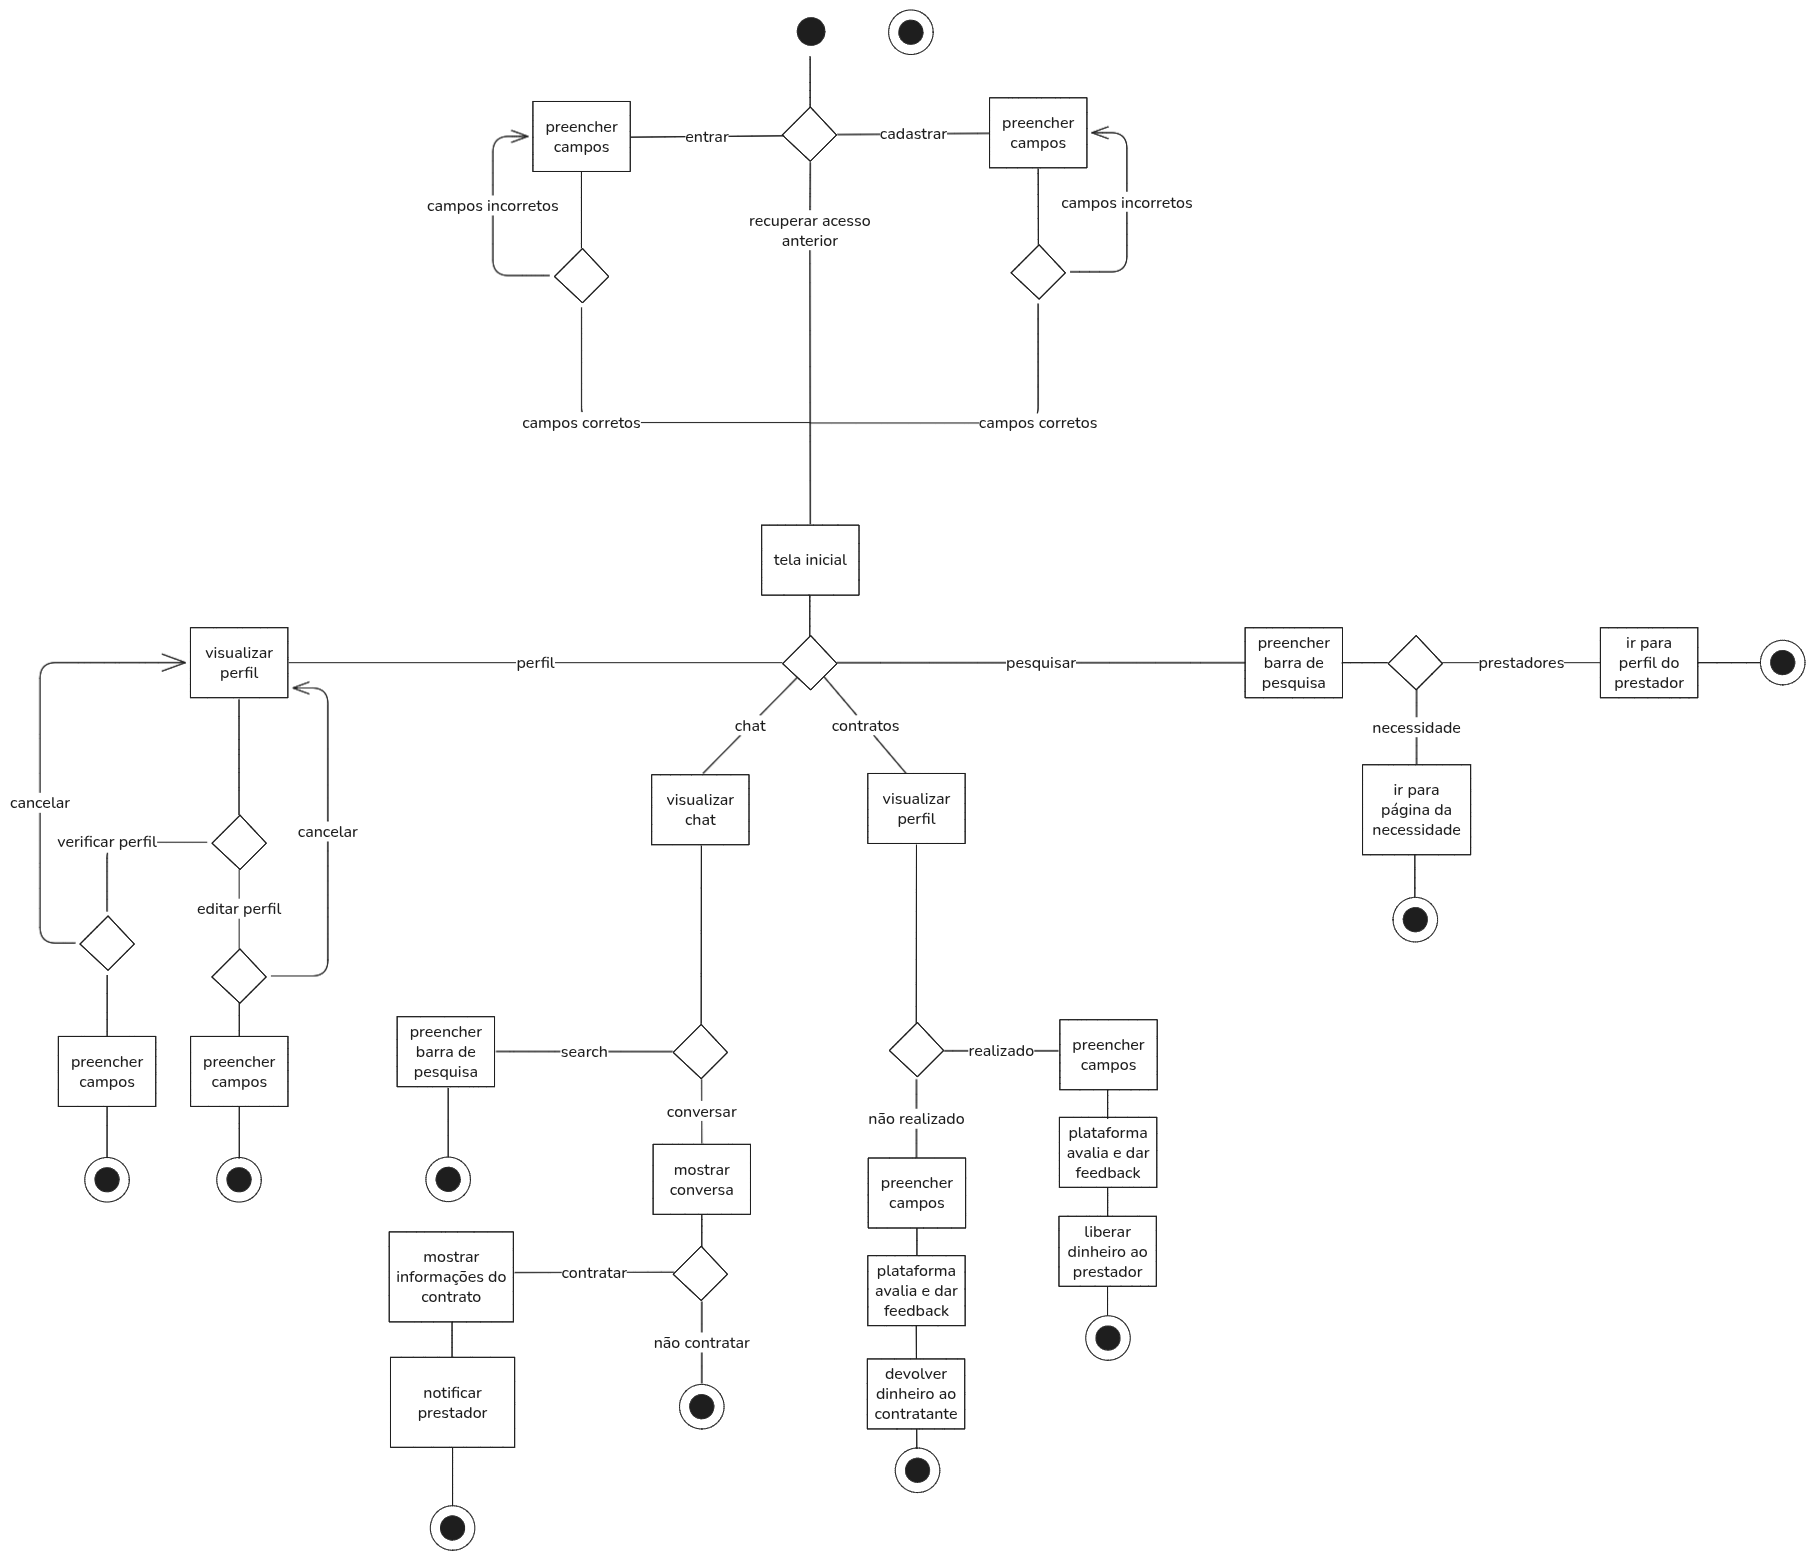 preencher
campos
entrar
cadastrar
preencher
campos
campos incorretos
recuperar acesso
anterior
campos incorretos
campos corretos
campos corretos
tela inicial
visualizar
perfil
perfil
pesquisar
preencher
barra de
pesquisa
prestadores
ir para
perfil do
prestador
chat
contratos
necessidade
cancelar
verificar perfil
cancelar
editar perfil
visualizar
chat
visualizar
perfil
ir para
página da
necessidade
preencher
campos
preencher
campos
preencher
barra de
pesquisa
search
conversar
mostrar
conversa
mostrar
informações do
contrato
contratar
não contratar
notificar
prestador
realizado
não realizado
preencher
campos
plataforma
avalia e dar
feedback
devolver
dinheiro ao
contratante
preencher
campos
plataforma
avalia e dar
feedback
liberar
dinheiro ao
prestador